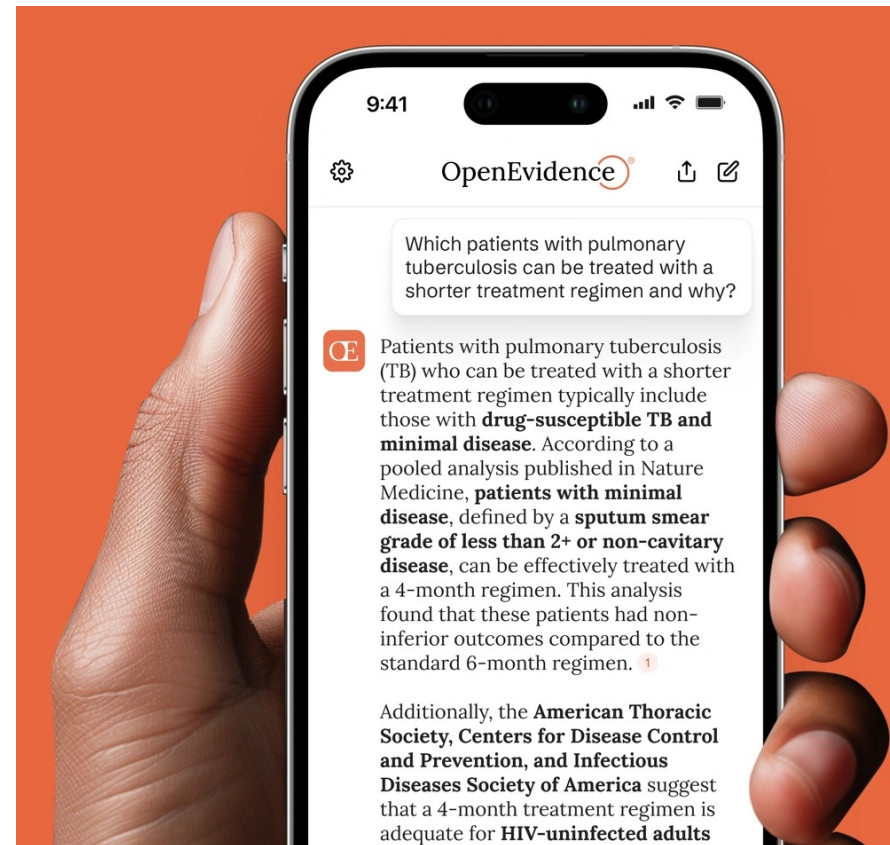 9:41
OpenEvidence®
Which patients with pulmonary
tuberculosis can be treated with a
shorter treatment regimen and why?
Œ
Patients with pulmonary tuberculosis
(TB) who can be treated with a shorter
treatment regimen typically include
those with drug-susceptible TB and
minimal disease. According to a
pooled analysis published in Nature
Medicine, patients with minimal
disease, defined by a sputum smear
grade of less than 2+ or non-cavitary
disease, can be effectively treated with
a 4-month regimen. This analysis
found that these patients had non-
inferior outcomes compared to the
standard 6-month regimen. 1
Additionally, the American Thoracic
Society, Centers for Disease Control
and Prevention, and Infectious
Diseases Society of America suggest
that a 4-month treatment regimen is
adequate for HIV-uninfected adults